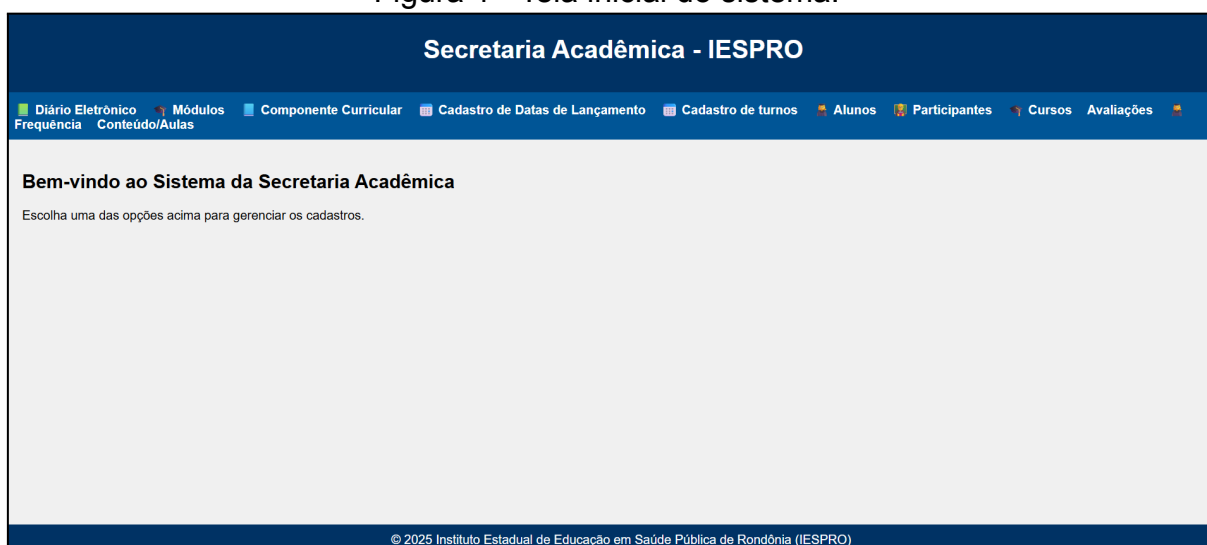 Secretaria Acadêmica - IESPRO
Diário Eletrônico Módulos Componente Curricular Cadastro de Datas de Lançamento Cadastro de turnos Alunos Participantes Cursos Avaliações
Frequência Conteúdo/Aulas
Bem-vindo ao Sistema da Secretaria Acadêmica
Escolha uma das opções acima para gerenciar os cadastros.
© 2025 Instituto Estadual de Educação em Saúde Pública de Rondônia (IESPRO)